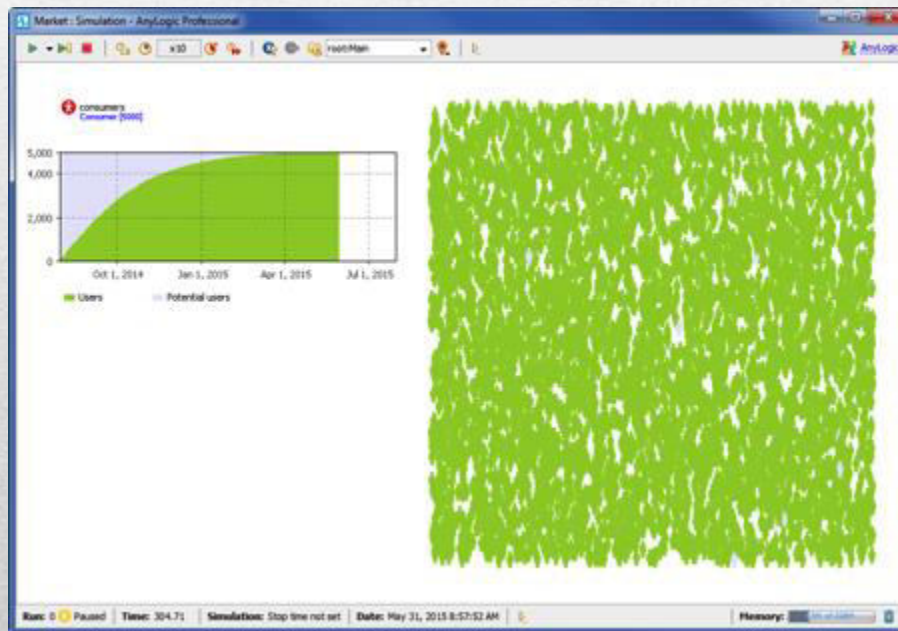 Market : Simulation - AnyLogic Professional
x10 root:Main AnyLogic
consumers
Consumer [5000]
5,000
4,000
2,000
0
Oct 1, 2014 Jan 1, 2015 Apr 1, 2015 Jul 1, 2015
Users Potential users
Run: 0 Paused Time: 304.71 Simulation: Stop time not set Date: May 31, 2015 8:57:52 AM Memory: